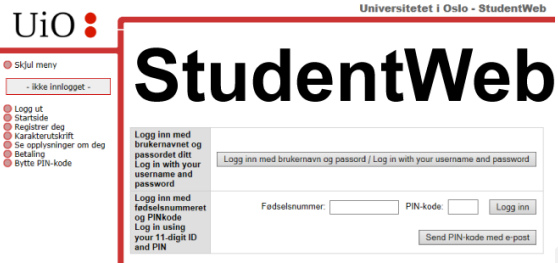 UiO
Universitetet i Oslo - StudentWeb
Skjul meny
- ikke innlogget -
Logg ut
Startside
Registrer deg
Karakterutskrift
Se opplysninger om deg
Betaling
Bytte PIN-kode
StudentWeb
Logg inn med
brukernavnet og
passordet ditt
Log in with your
username and
password
Logg inn med brukernavn og passord / Log in with your username and password
Logg inn med
fødselsnummeret
og PINkode
Log in using
your 11-digit ID
and PIN
Fødselsnummer: PIN-kode: Logg inn
Send PIN-kode med e-post